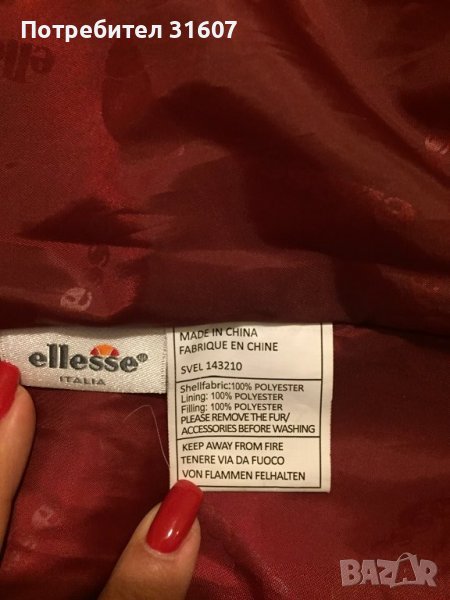 Потребител 31607
ellesse®
ITALIA
MADE IN CHINA
FABRIQUE EN CHINE
SVEL 143210
Shellfabric:100% POLYESTER
Lining: 100% POLYESTER
Filling: 100% POLYESTER
PLEASE REMOVE THE FUR/
ACCESSORIES BEFORE WASHING
KEEP AWAY FROM FIRE
TENERE VIA DA FUOCO
VON FLAMMEN FELHALTEN
BAZAR